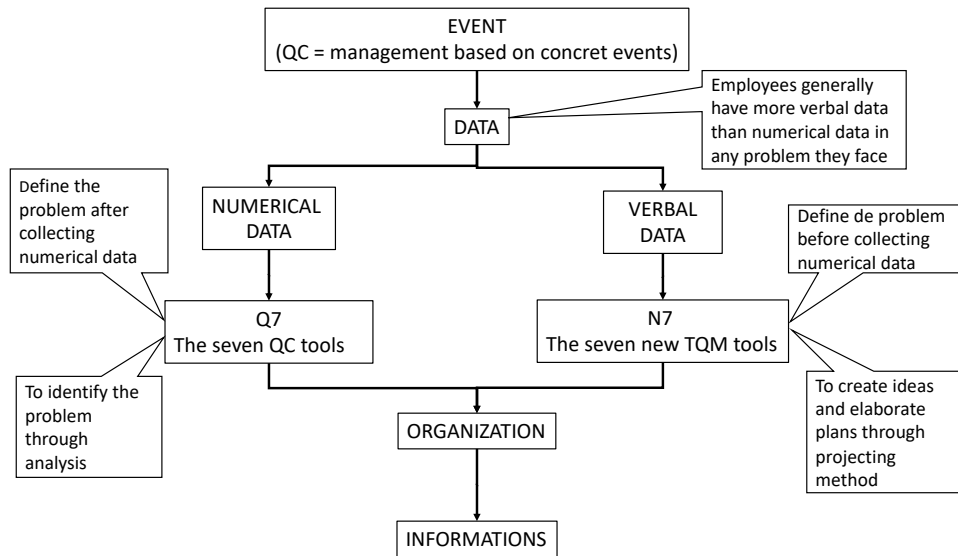 EVENT
(QC = management based on concret events)
Employees generally
have more verbal data
than numerical data in
any problem they face
DATA
Define the
problem after
collecting
numerical data
NUMERICAL
DATA
VERBAL
DATA
Define de problem
before collecting
numerical data
Q7
The seven QC tools
N7
The seven new TQM tools
To identify the
problem
through
analysis
To create ideas
and elaborate
plans through
projecting
method
ORGANIZATION
INFORMATIONS